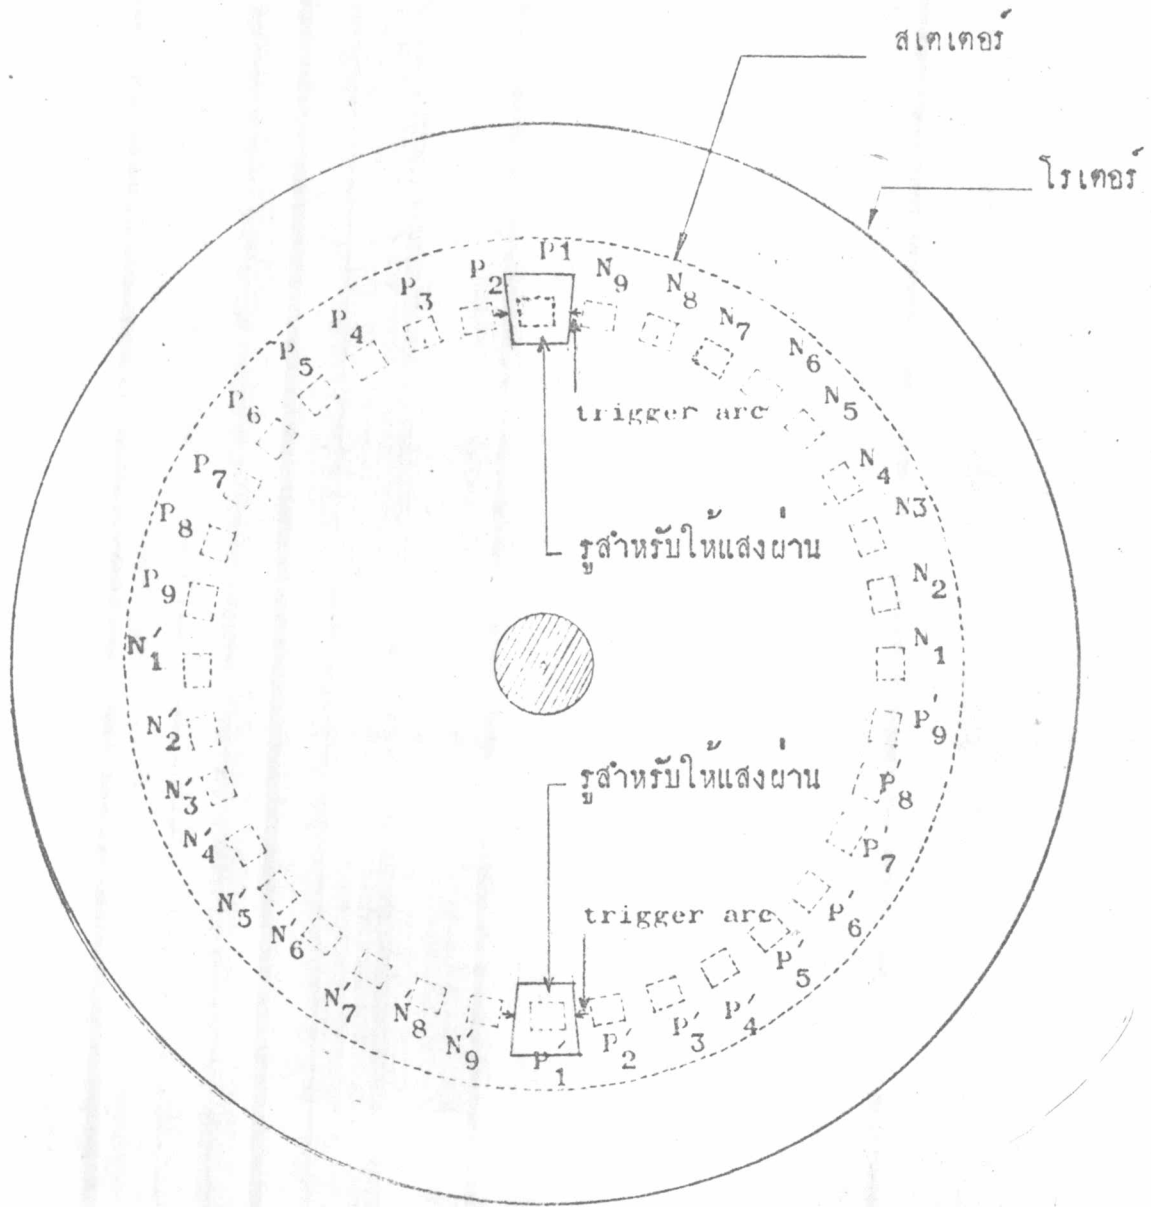 สเตเตอร์
โรเตอร์
P1
P2
N9
P3
N8
P4
N7
P5
N6
P6
N5
trigger arc
P7
N4
N3
P8
รูสำหรับให้แสงผ่าน
P9
N2
N'1
N1
N'2
P'9
รูสำหรับให้แสงผ่าน
N'3
P'8
N'4
P'7
N'5
trigger arc
P'6
N'6
P'5
N'7
P'4
N'8
P'3
N'9
P'2
P'1